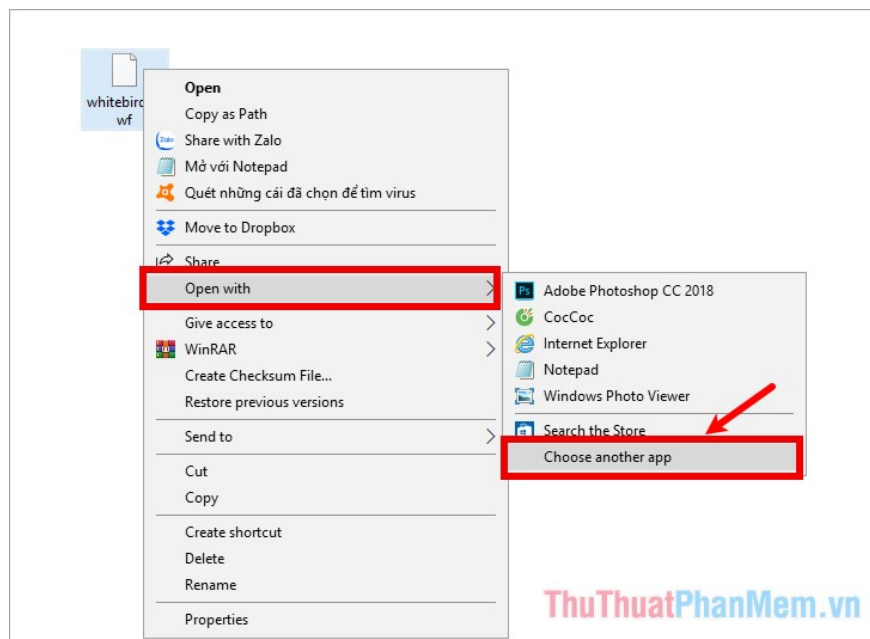 whitebird
wf
Open
Copy as Path
Zalo
Share with Zalo
Mở với Notepad
Quét những cái đã chọn để tìm virus
Move to Dropbox
Share
Open with
Give access to
WinRAR
Create Checksum File...
Restore previous versions
Send to
Cut
Copy
Create shortcut
Delete
Rename
Properties
Ps
Adobe Photoshop CC 2018
CocCoc
Internet Explorer
Notepad
Windows Photo Viewer
Search the Store
Choose another app
ThuThuatPhanMem.vn